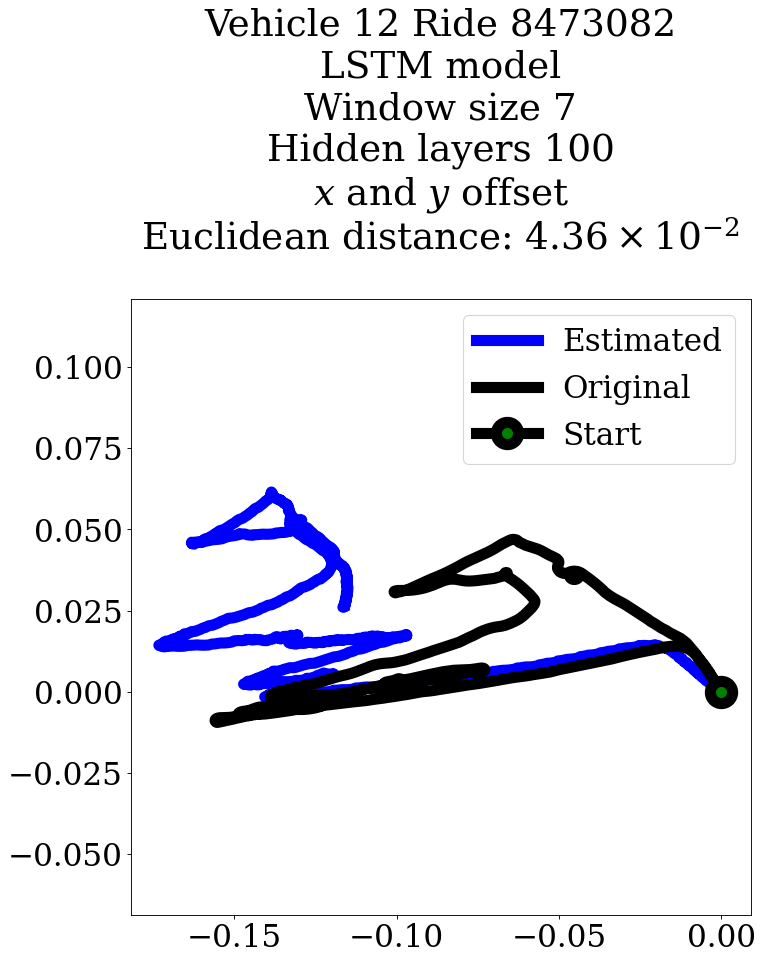 Vehicle 12 Ride 8473082
LSTM model
Window size 7
Hidden layers 100
x and y offset
Euclidean distance: 4.36 × 10⁻²
Estimated
Original
Start
0.100
0.075
0.050
0.025
0.000
−0.025
−0.050
−0.15 −0.10 −0.05 0.00